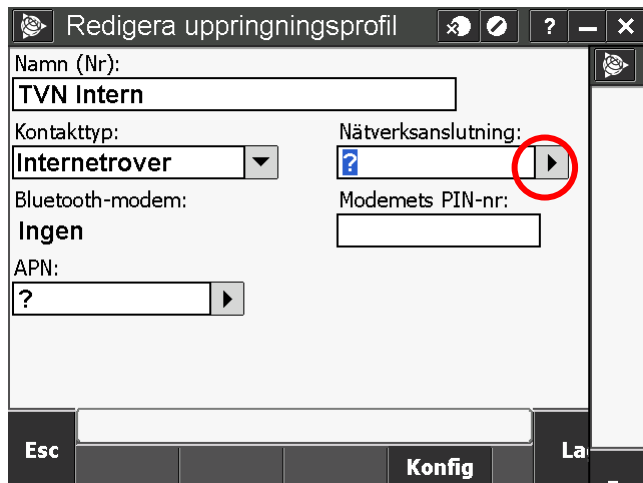 Redigera uppringningsprofil ?
Namn (Nr):
TVN Intern
Kontakttyp: Nätverksanslutning:
Internetrover ?
Bluetooth-modem: Modemets PIN-nr:
Ingen
APN:
?
Esc Konfig